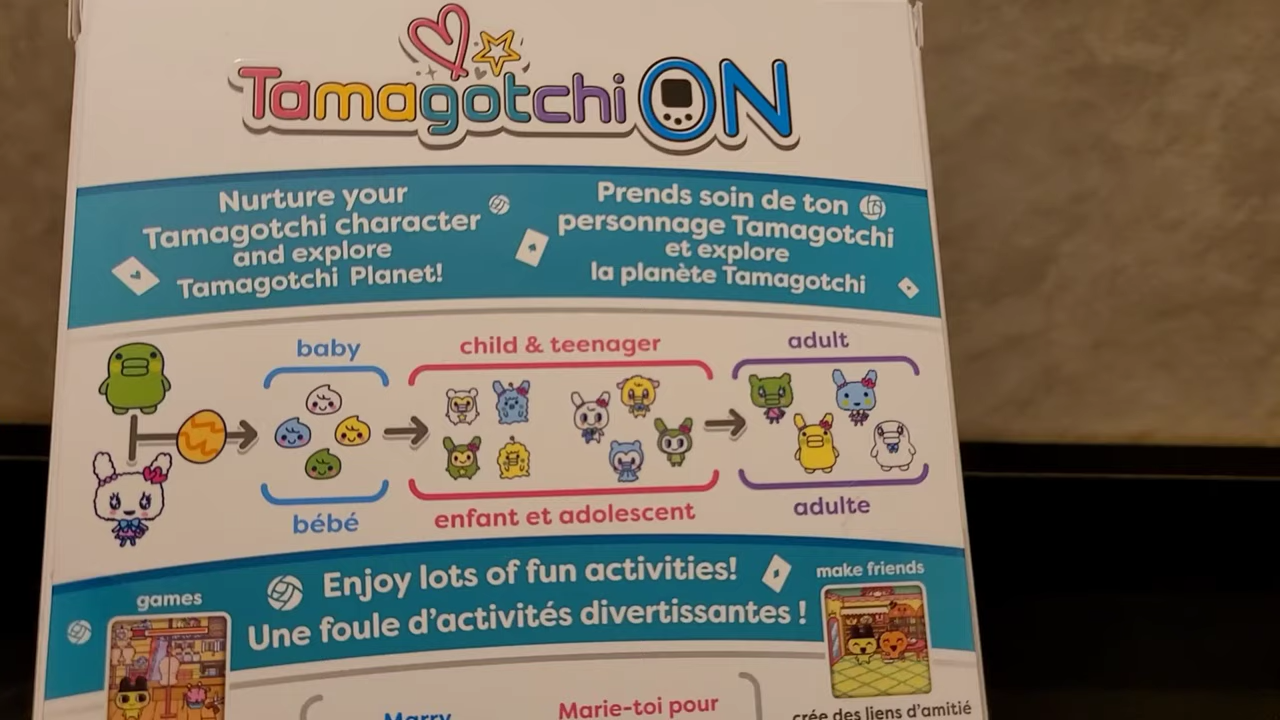 Tamagotchi ON
Nurture your
Tamagotchi character
and explore
Tamagotchi Planet!
Prends soin de ton
personnage Tamagotchi
et explore
la planète Tamagotchi
baby
child & teenager
adult
bébé
enfant et adolescent
adulte
Enjoy lots of fun activities!
Une foule d'activités divertissantes !
games
make friends
Marry
Marie-toi pour
crée des liens d'amitié